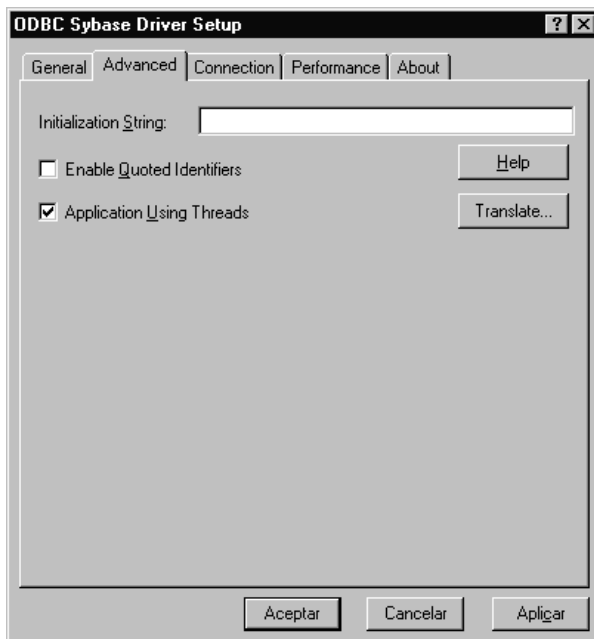 ODBC Sybase Driver Setup
General Advanced Connection Performance About
Initialization String:
Enable Quoted Identifiers Help
Application Using Threads Translate...
Aceptar Cancelar Aplicar